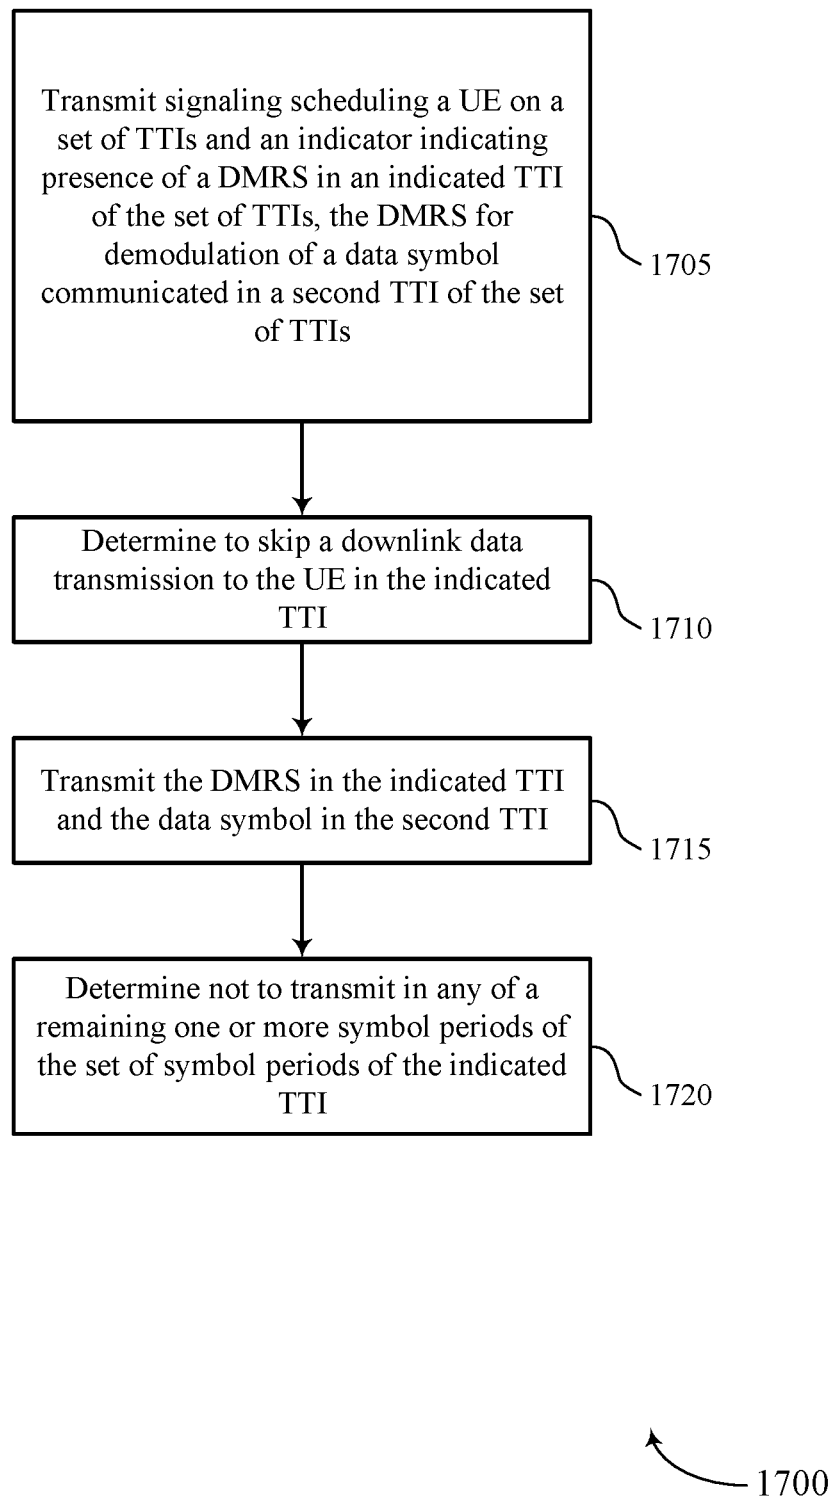 Transmit signaling scheduling a UE on a
set of TTIs and an indicator indicating
presence of a DMRS in an indicated TTI
of the set of TTIs, the DMRS for
demodulation of a data symbol
communicated in a second TTI of the set
of TTIs
1705
Determine to skip a downlink data
transmission to the UE in the indicated
TTI
1710
Transmit the DMRS in the indicated TTI
and the data symbol in the second TTI
1715
Determine not to transmit in any of a
remaining one or more symbol periods of
the set of symbol periods of the indicated
TTI
1720
1700